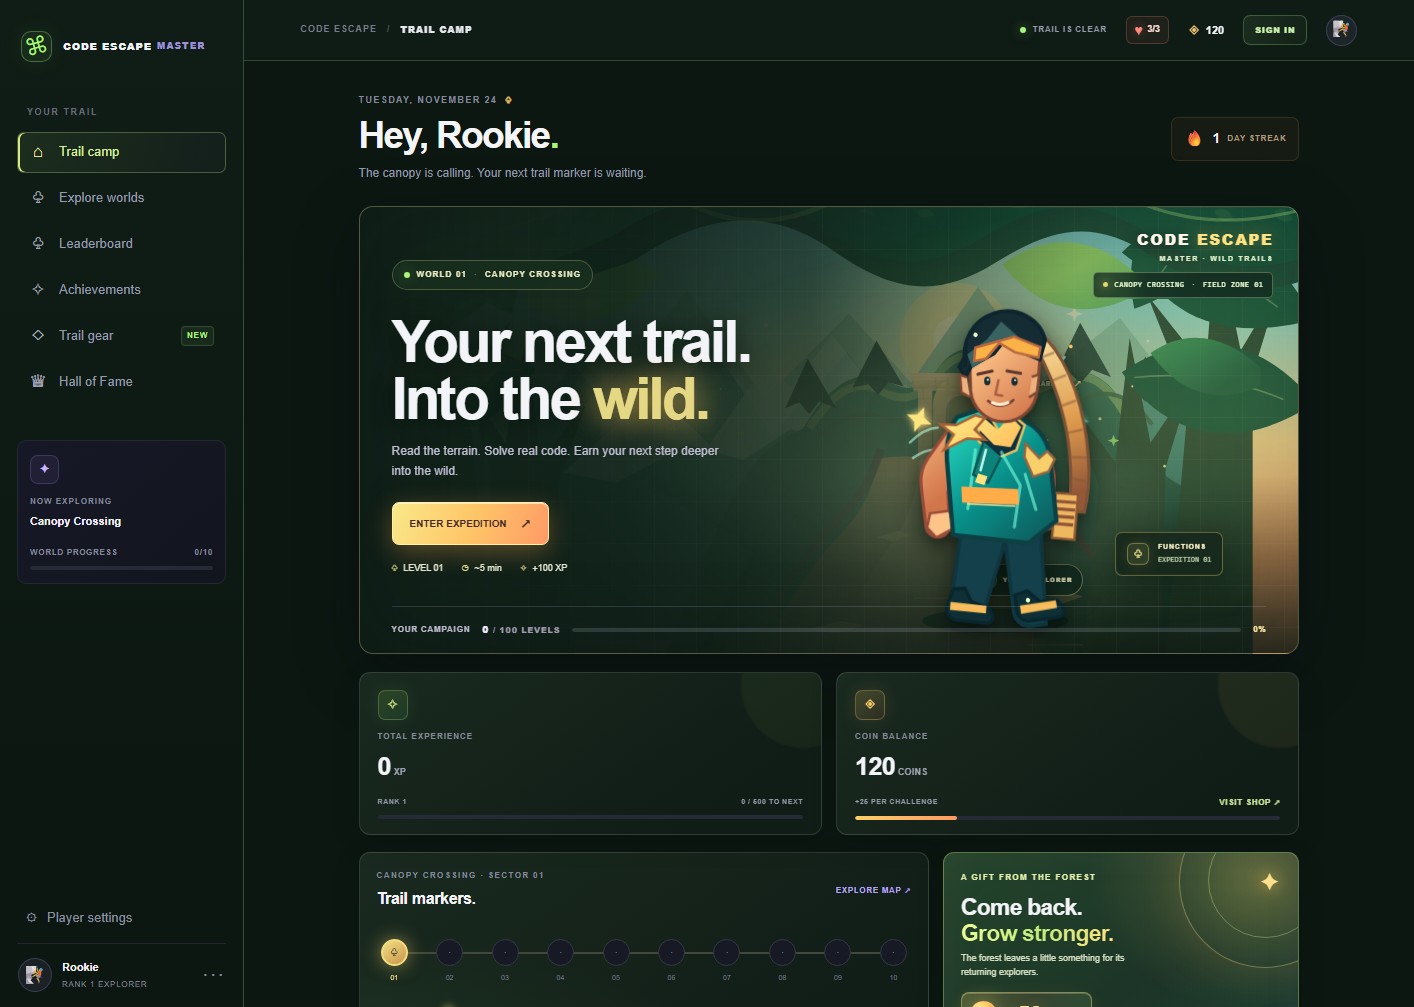 CODE ESCAPE MASTER
YOUR TRAIL
Trail camp
Explore worlds
Leaderboard
Achievements
Trail gear
NEW
Hall of Fame
NOW EXPLORING
Canopy Crossing
WORLD PROGRESS 0/10
Player settings
Rookie
RANK 1 EXPLORER
CODE ESCAPE / TRAIL CAMP
TRAIL IS CLEAR
3/3
120
SIGN IN
TUESDAY, NOVEMBER 24
Hey, Rookie.
The canopy is calling. Your next trail marker is waiting.
1 DAY STREAK
WORLD 01 · CANOPY CROSSING
Your next trail.
Into the wild.
Read the terrain. Solve real code. Earn your next step deeper
into the wild.
ENTER EXPEDITION ↗
LEVEL 01 ~5 min +100 XP
YOUR CAMPAIGN 0 / 100 LEVELS
0%
CODE ESCAPE
MASTER · WILD TRAILS
CANOPY CROSSING · FIELD ZONE 01
FUNCTIONS
EXPEDITION 01
TOTAL EXPERIENCE
0 XP
RANK 1 0 / 500 TO NEXT
COIN BALANCE
120 COINS
+25 PER CHALLENGE VISIT SHOP ↗
CANOPY CROSSING · SECTOR 01
Trail markers.
EXPLORE MAP ↗
01 02 03 04 05 06 07 08 09 10
A GIFT FROM THE FOREST
Come back.
Grow stronger.
The forest leaves a little something for its
returning explorers.